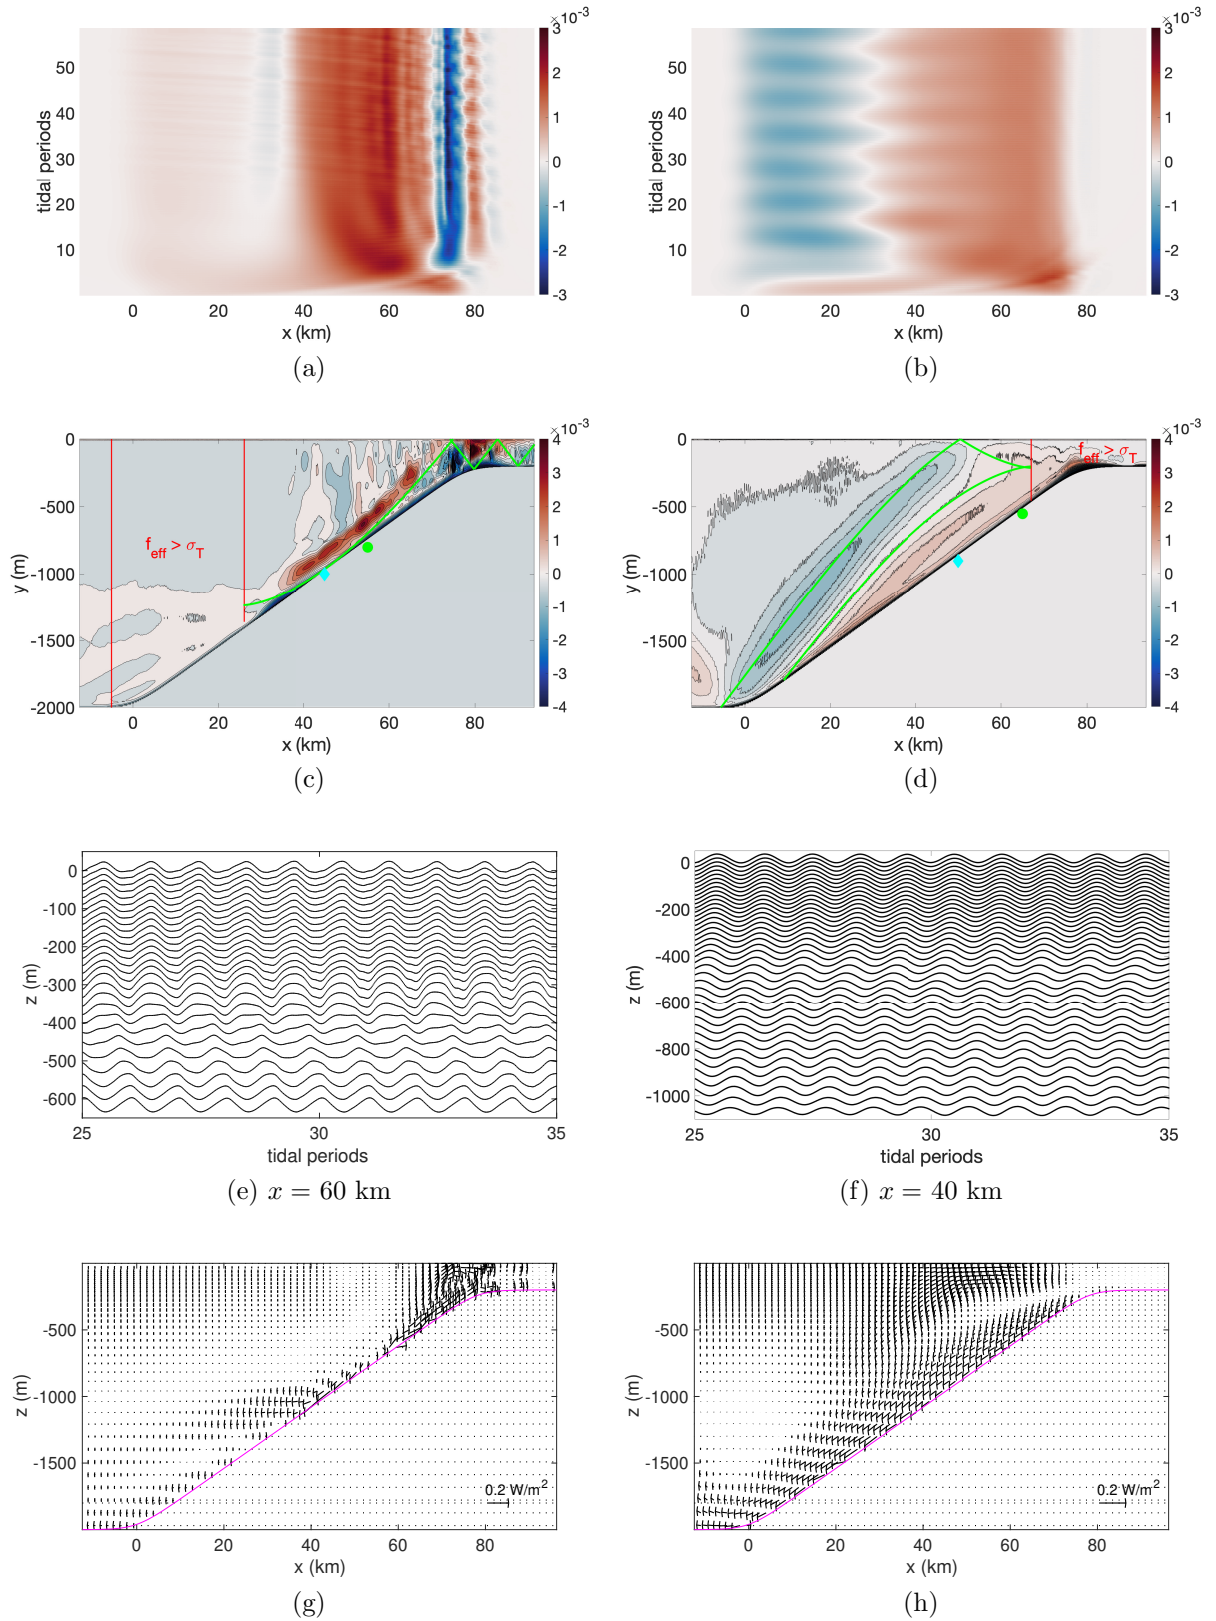 ×10⁻³
3
2
1
0
-1
-2
-3
50
40
30
20
10
tidal periods
0 20 40 60 80
x (km)
(a)
×10⁻³
3
2
1
0
-1
-2
-3
50
40
30
20
10
tidal periods
0 20 40 60 80
x (km)
(b)
×10⁻³
4
3
2
1
0
-1
-2
-3
-4
0
-500
-1000
-1500
-2000
y (m)
f_eff > σ_T
0 20 40 60 80
x (km)
(c)
×10⁻³
4
3
2
1
0
-1
-2
-3
-4
0
-500
-1000
-1500
-2000
y (m)
f_eff > σ_T
0 20 40 60 80
x (km)
(d)
0
-100
-200
-300
-400
-500
-600
z (m)
25 30 35
tidal periods
(e) x = 60 km
0
-200
-400
-600
-800
-1000
z (m)
25 30 35
tidal periods
(f) x = 40 km
-500
-1000
-1500
z (m)
0.2 W/m²
0 20 40 60 80
x (km)
(g)
-500
-1000
-1500
z (m)
0.2 W/m²
0 20 40 60 80
x (km)
(h)